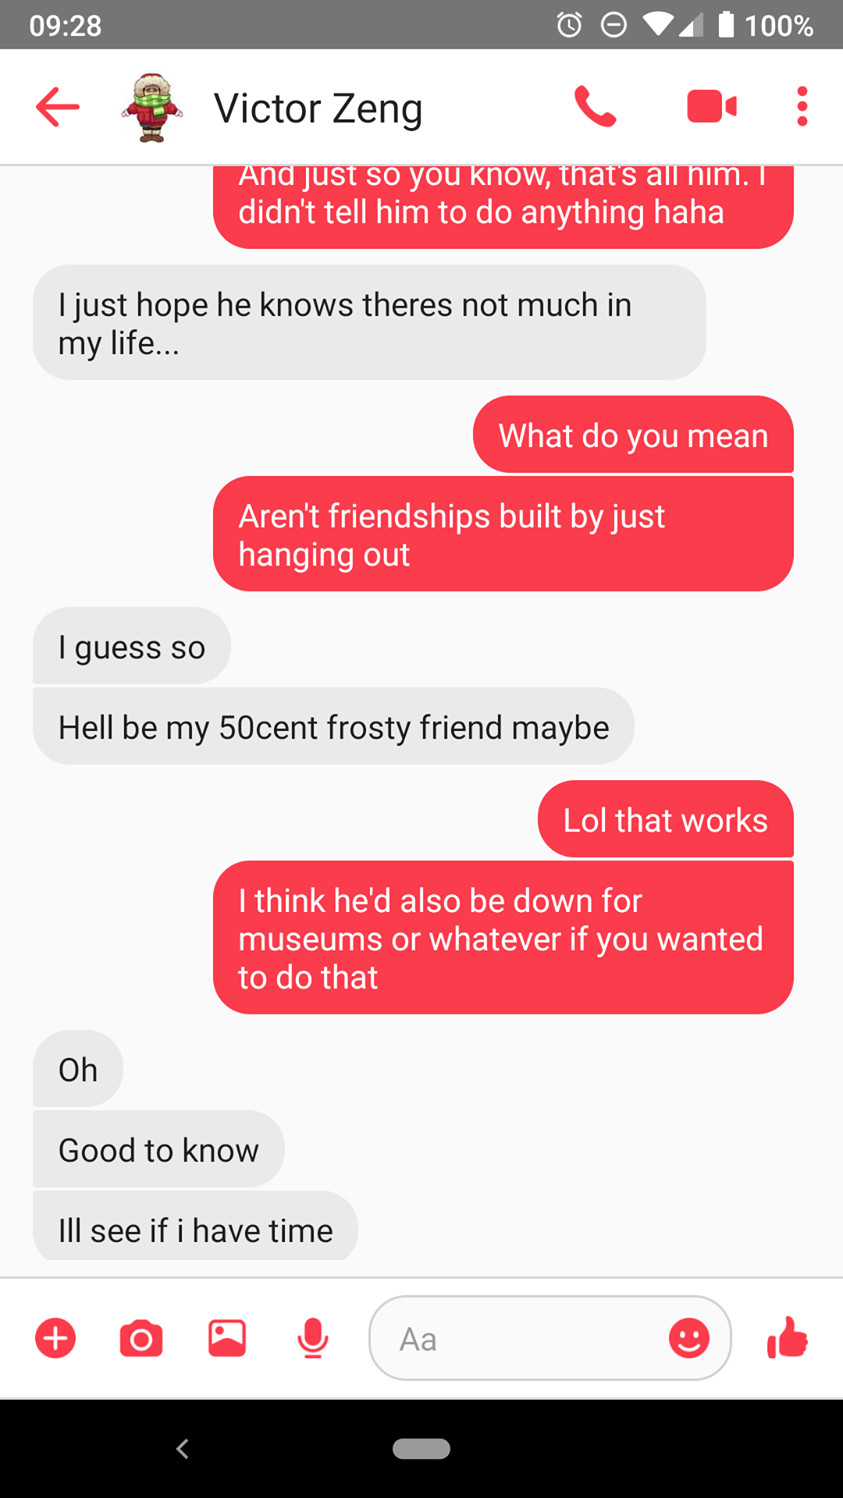 09:28
100%
Victor Zeng
And just so you know, that's all him. I
didn't tell him to do anything haha
I just hope he knows theres not much in
my life...
What do you mean
Aren't friendships built by just
hanging out
I guess so
Hell be my 50cent frosty friend maybe
Lol that works
I think he'd also be down for
museums or whatever if you wanted
to do that
Oh
Good to know
Ill see if i have time
Aa